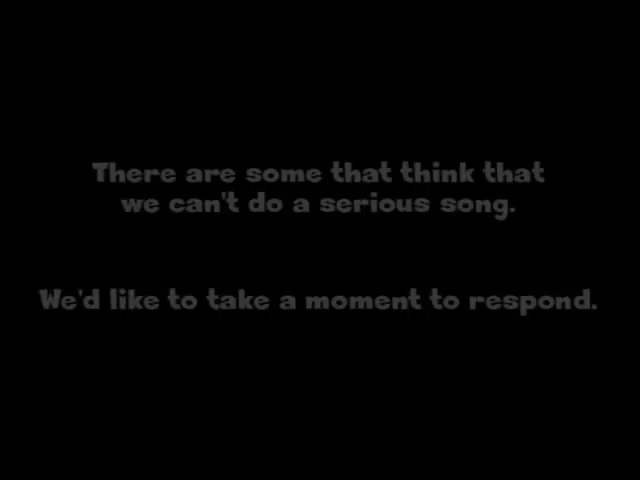 There are some that think that
we can't do a serious song.
We'd like to take a moment to respond.